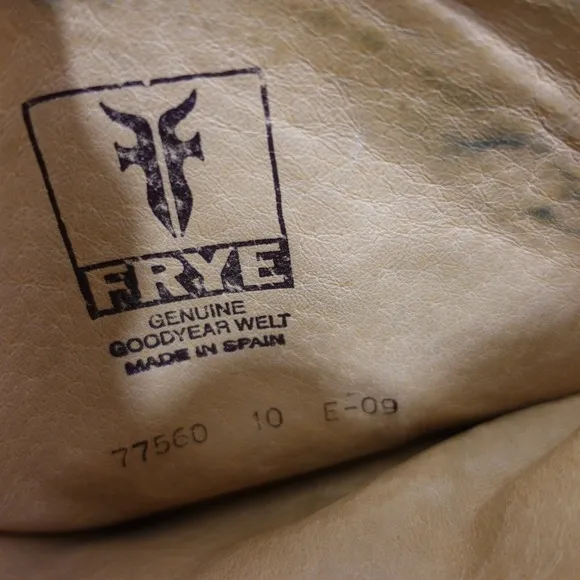 FRYE
GENUINE
GOODYEAR WELT
MADE IN SPAIN
77560 10 E-09